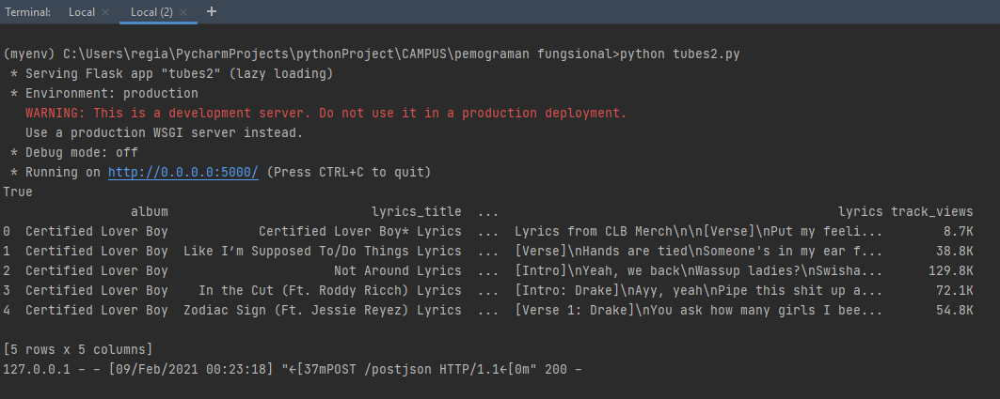 Terminal: Local × Local (2) × +
(myenv) C:\Users\regia\PycharmProjects\pythonProject\CAMPUS\pemograman fungsional>python tubes2.py
* Serving Flask app "tubes2" (lazy loading)
* Environment: production
WARNING: This is a development server. Do not use it in a production deployment.
Use a production WSGI server instead.
* Debug mode: off
* Running on http://0.0.0.0:5000/ (Press CTRL+C to quit)
True
album lyrics_title ... lyrics track_views
0 Certified Lover Boy Certified Lover Boy* Lyrics ... Lyrics from CLB Merch\n\n[Verse]\nPut my feeli... 8.7K
1 Certified Lover Boy Like I’m Supposed To/Do Things Lyrics ... [Verse]\nHands are tied\nSomeone's in my ear f... 38.8K
2 Certified Lover Boy Not Around Lyrics ... [Intro]\nYeah, we back\nWassup ladies?\nSwisha... 129.8K
3 Certified Lover Boy In the Cut (Ft. Roddy Ricch) Lyrics ... [Intro: Drake]\nAyy, yeah\nPipe this shit up a... 72.1K
4 Certified Lover Boy Zodiac Sign (Ft. Jessie Reyez) Lyrics ... [Verse 1: Drake]\nYou ask how many girls I bee... 54.8K
[5 rows x 5 columns]
127.0.0.1 - - [09/Feb/2021 00:23:18] "←[37mPOST /postjson HTTP/1.1←[0m" 200 -